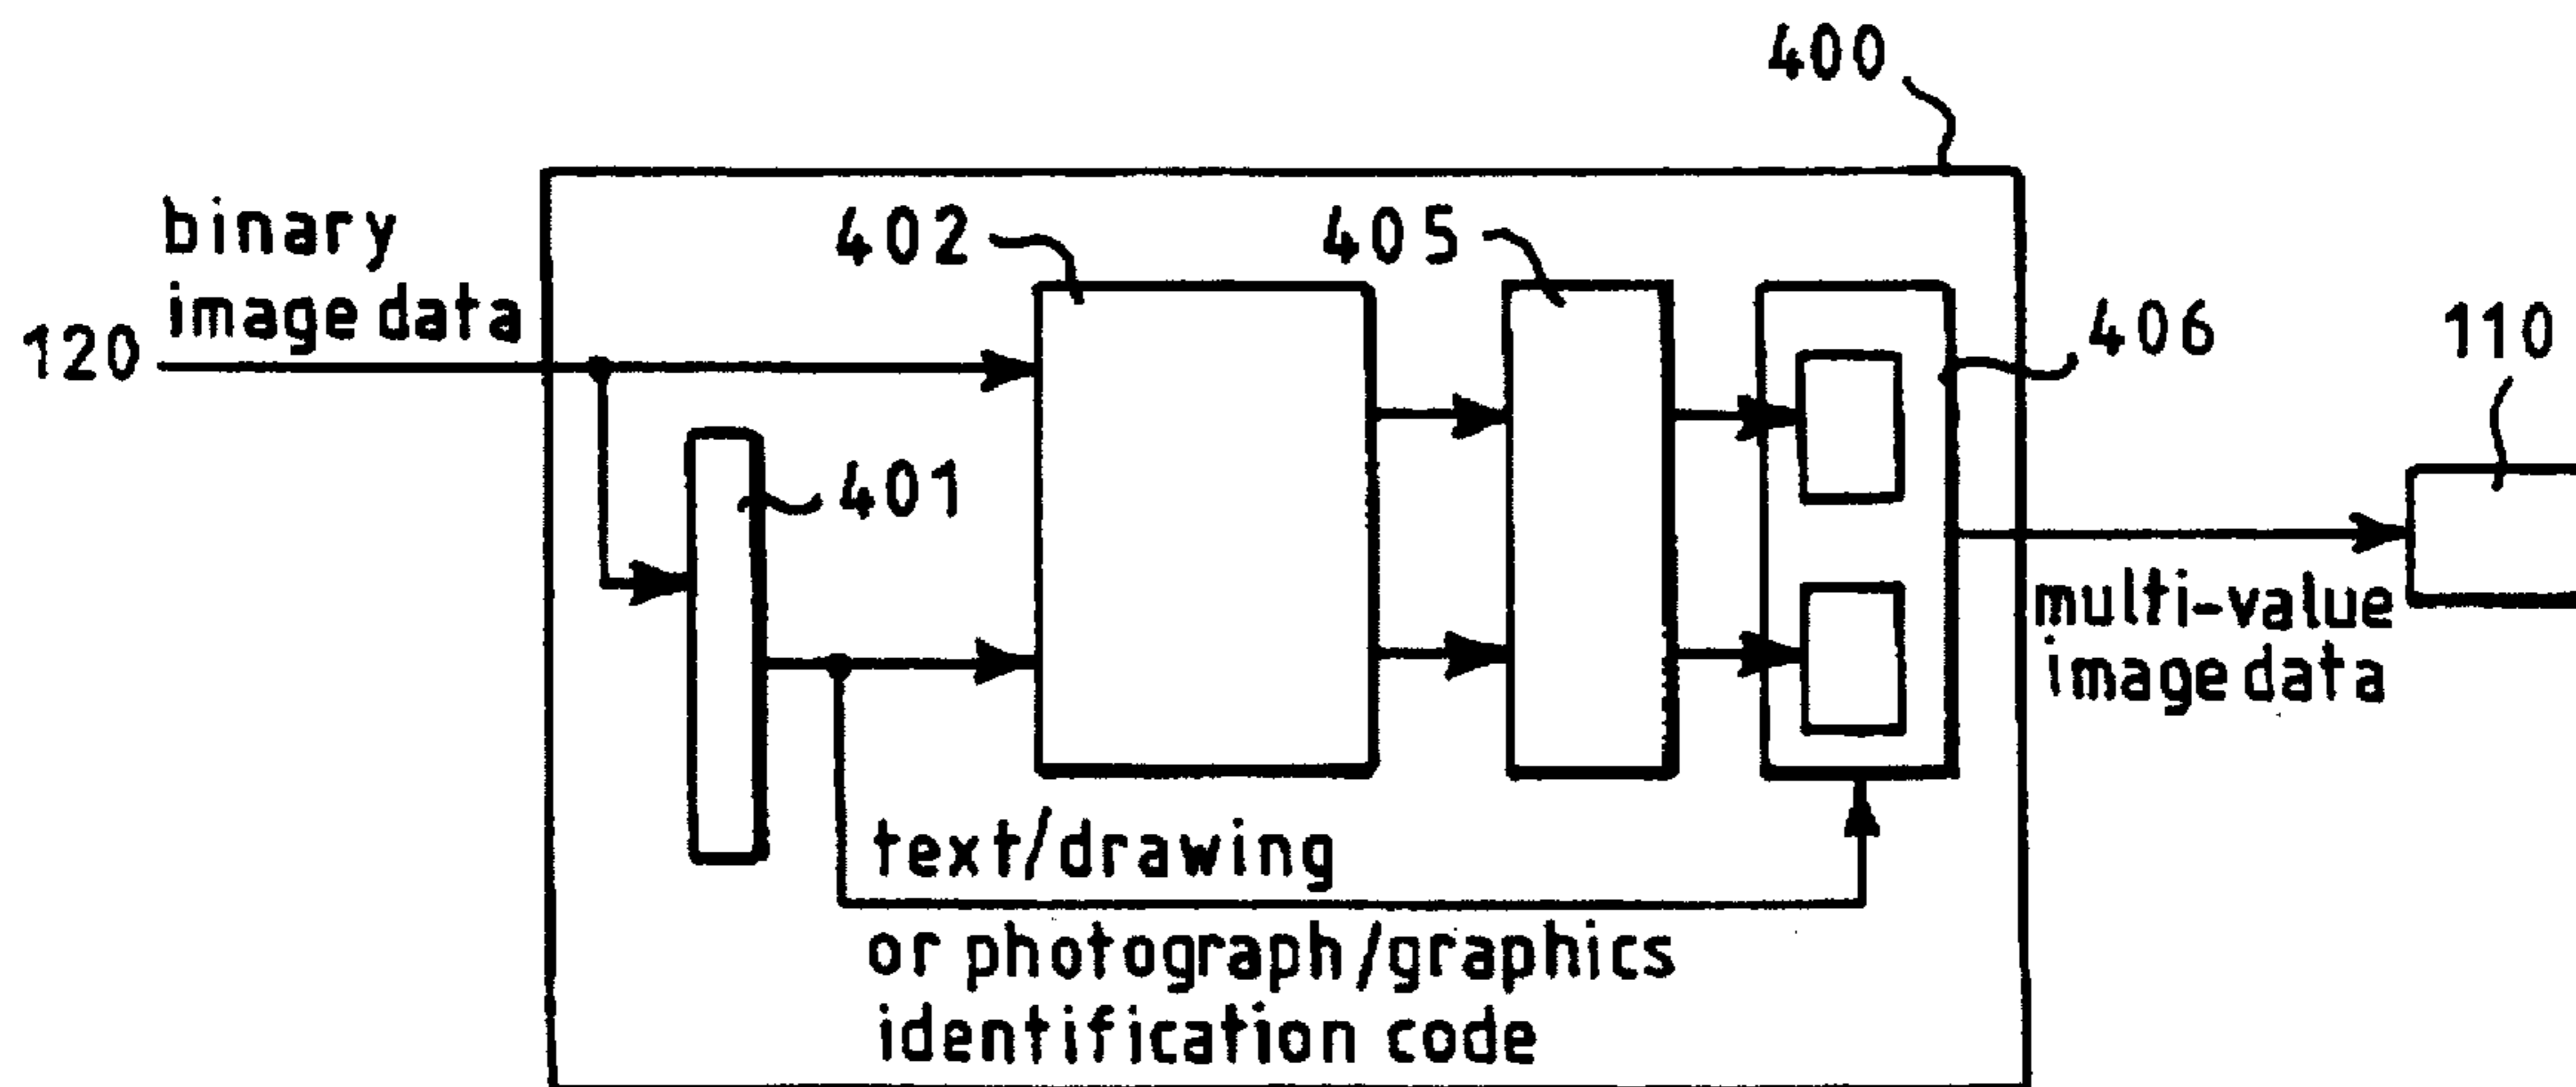 400
binary
image data
120
402
405
406
110
401
multi-value
image data
text/drawing
or photograph/graphics
identification code